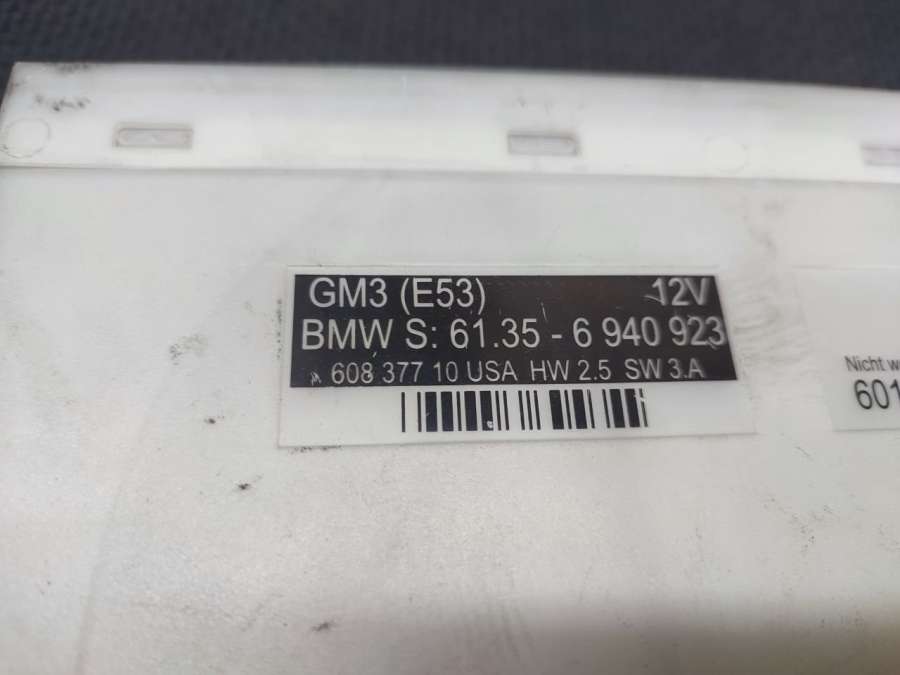 GM3 (E53) 12V
BMW S: 61.35 - 6 940 923
608 377 10 USA HW 2.5 SW 3.A
Nicht
601